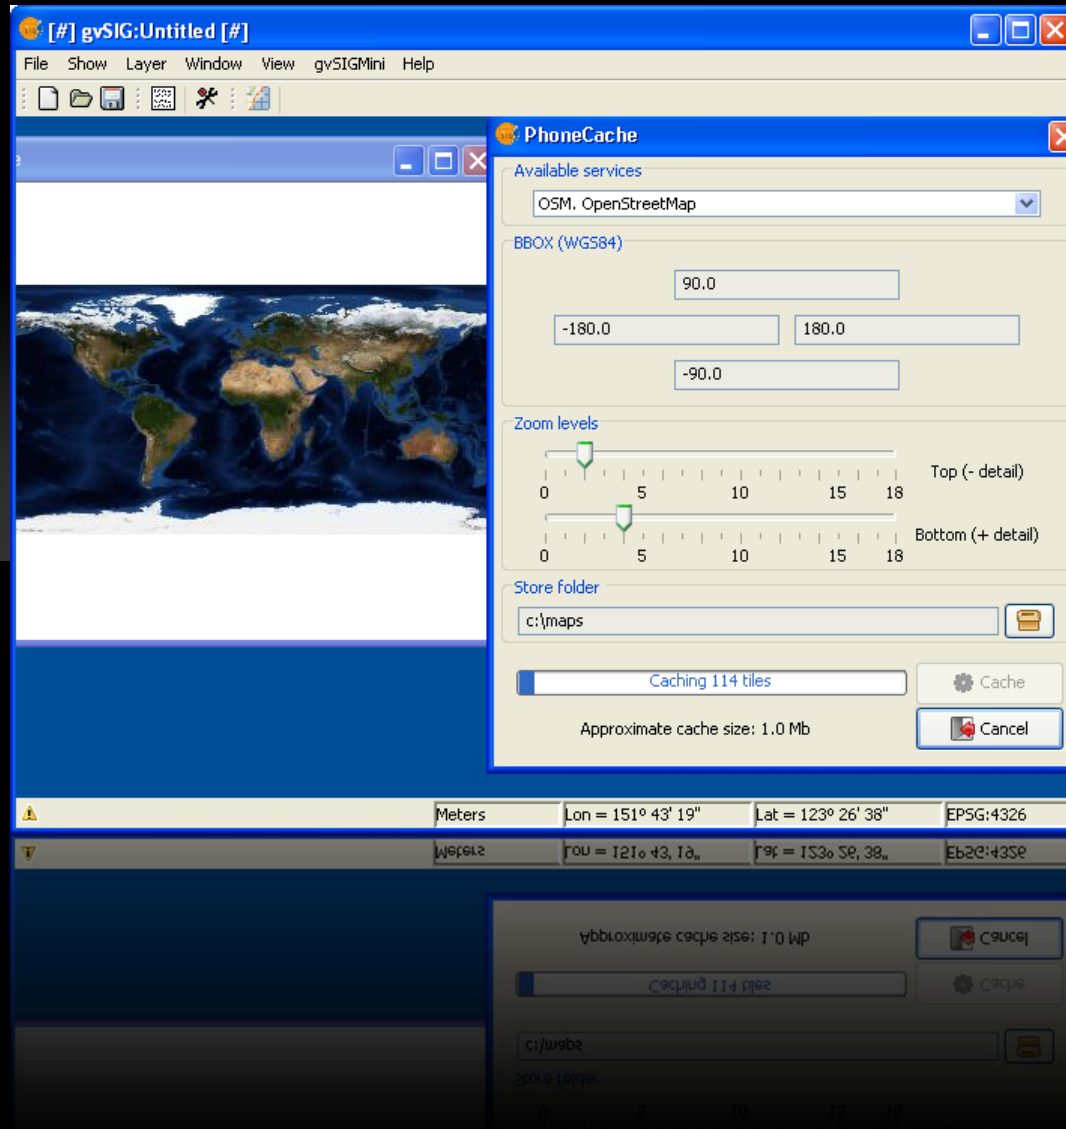 [#] gvSIG:Untitled [#]
File Show Layer Window View gvSIGMini Help
PhoneCache
Available services
OSM. OpenStreetMap
BBOX (WGS84)
90.0
-180.0 180.0
-90.0
Zoom levels
0 5 10 15 18 Top (- detail)
0 5 10 15 18 Bottom (+ detail)
Store folder
c:\maps
Caching 114 tiles Cache
Approximate cache size: 1.0 Mb Cancel
Meters Lon = 151º 43' 19" Lat = 123º 26' 38" EPSG:4326